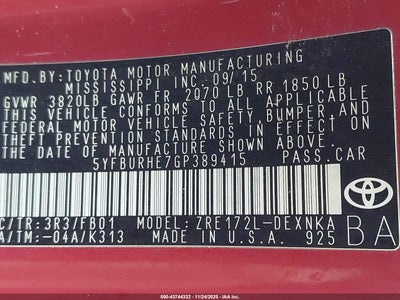 MFD. BY: TOYOTA MOTOR MANUFACTURING
MISSISSIPPI INC. 09/15
GVWR 3820LB GAWR FR 2070 LB RR 1850 LB
THIS VEHICLE CONFORMS TO ALL APPLICABLE
FEDERAL MOTOR VEHICLE SAFETY, BUMPER, AND
THEFT PREVENTION STANDARDS IN EFFECT ON
THE DATE OF MANUFACTURE SHOWN ABOVE.
5YFBURHE7GP389415 PASS.CAR
C/TR: 3R3/FB01 MODEL: ZRE172L-DEXNKA
A/TM: -04A/K313 MADE IN U.S.A. 925
TOYOTA
BA
000-43744332 - 11/24/2025 - IAA Inc.